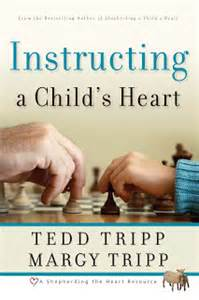 From the Bestselling Author of Shepherding a Child's Heart
Instructing
a Child's Heart
TEDD TRIPP
MARGY TRIPP
A Shepherding the Heart Resource